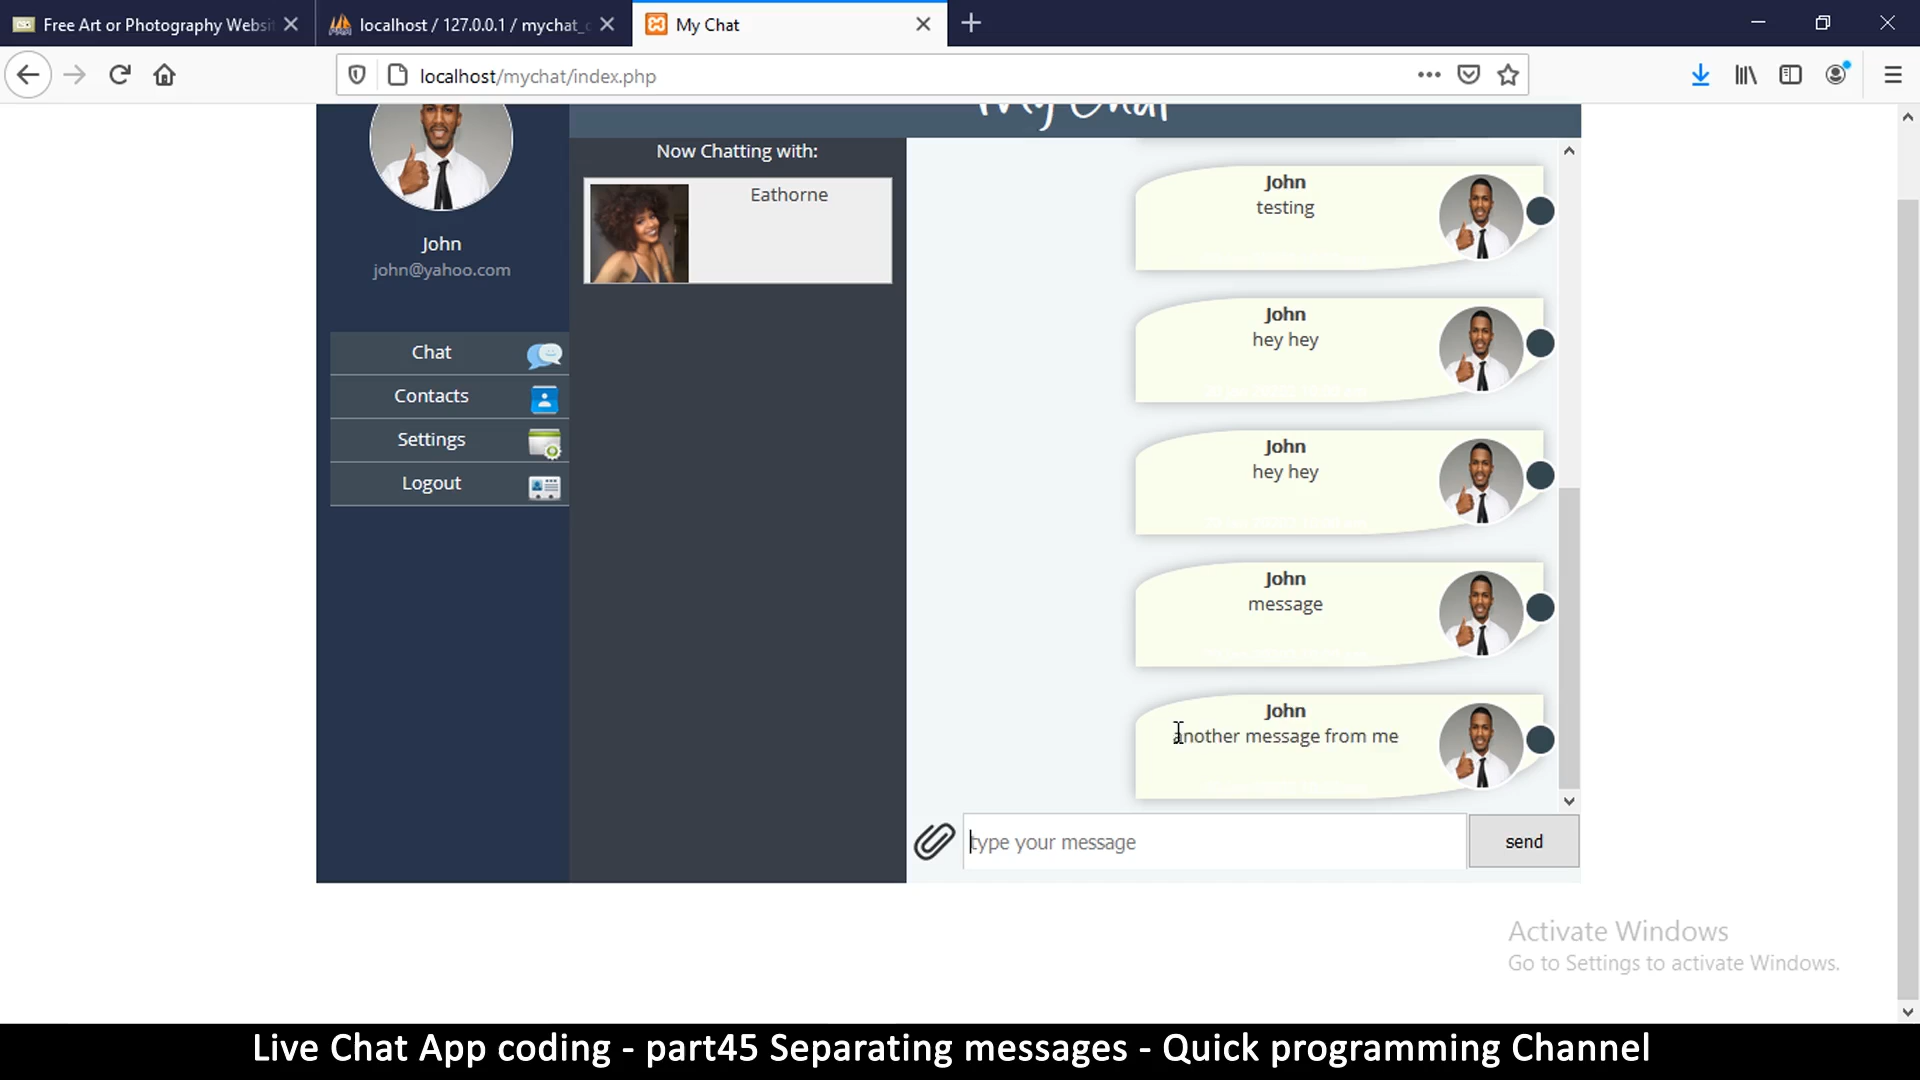 Free Art or Photography Websi
localhost / 127.0.0.1 / mychat_
My Chat
localhost/mychat/index.php
My Chat
Now Chatting with:
Eathorne
John
john@yahoo.com
Chat
Contacts
Settings
Logout
John
testing
John
hey hey
John
hey hey
John
message
John
another message from me
type your message
send
Activate Windows
Go to Settings to activate Windows.
Live Chat App coding - part45 Separating messages - Quick programming Channel